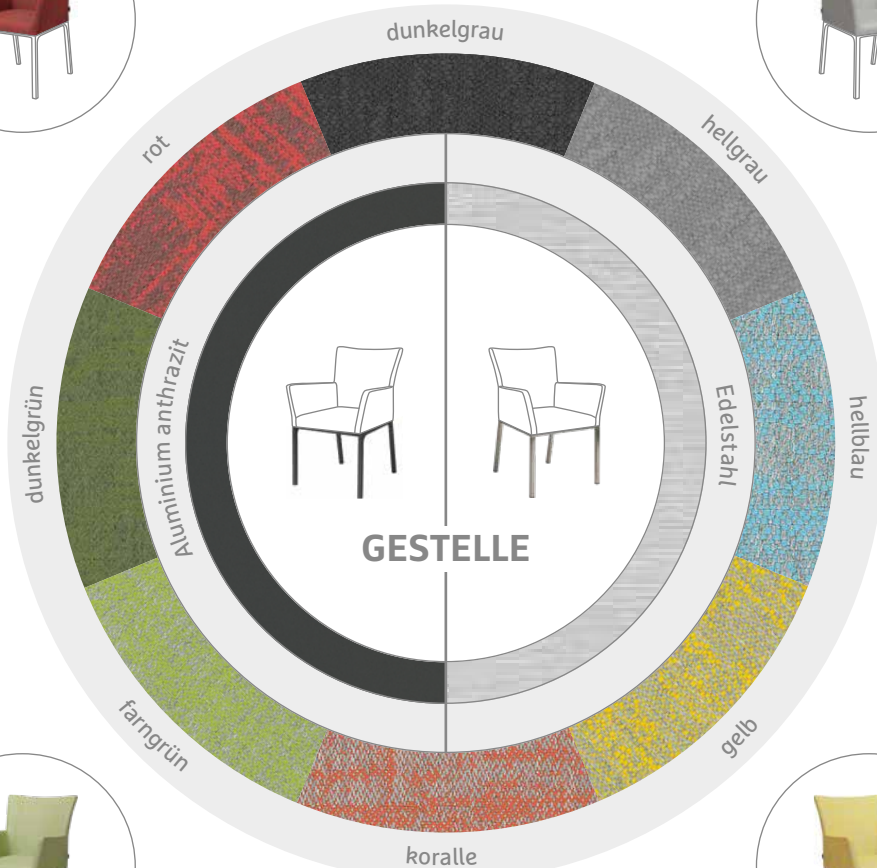 dunkelgrau
rot
hellgrau
Aluminium anthrazit
Edelstahl
dunkelgrün
hellblau
GESTELLE
farngrün
gelb
koralle